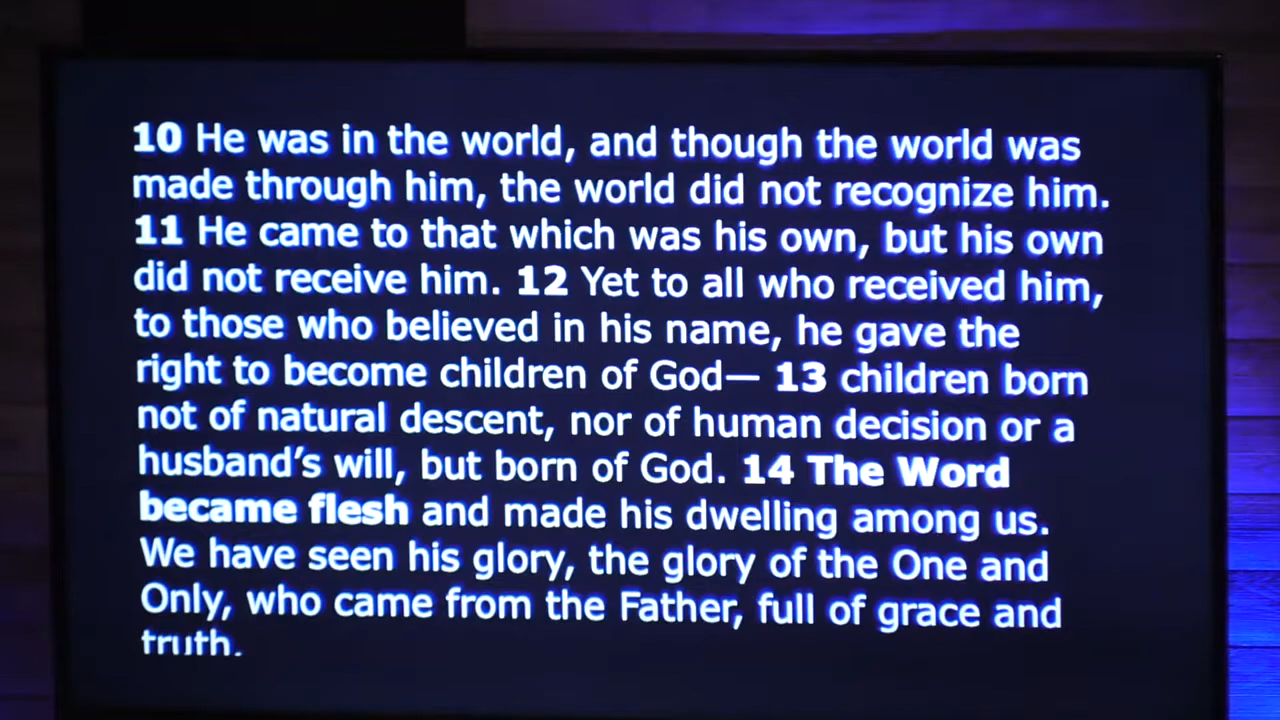 10 He was in the world, and though the world was
made through him, the world did not recognize him.
11 He came to that which was his own, but his own
did not receive him. 12 Yet to all who received him,
to those who believed in his name, he gave the
right to become children of God— 13 children born
not of natural descent, nor of human decision or a
husband’s will, but born of God. 14 The Word
became flesh and made his dwelling among us.
We have seen his glory, the glory of the One and
Only, who came from the Father, full of grace and
truth.